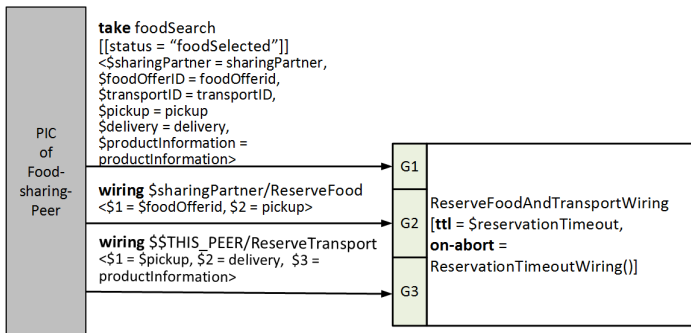 take foodSearch
[[status = “foodSelected”]]
<$sharingPartner = sharingPartner,
$foodOfferID = foodOfferid,
$transportID = transportID,
$pickup = pickup
$delivery = delivery,
$productInformation =
productInformation>
PIC
of
Food-
sharing-
Peer
G1
wiring $sharingPartner/ReserveFood
<$1 = $foodOfferid, $2 = pickup>
G2
ReserveFoodAndTransportWiring
[ttl = $reservationTimeout,
on-abort =
ReservationTimeoutWiring()]
wiring $$THIS_PEER/ReserveTransport
<$1 = $pickup, $2 = delivery, $3 =
productInformation>
G3